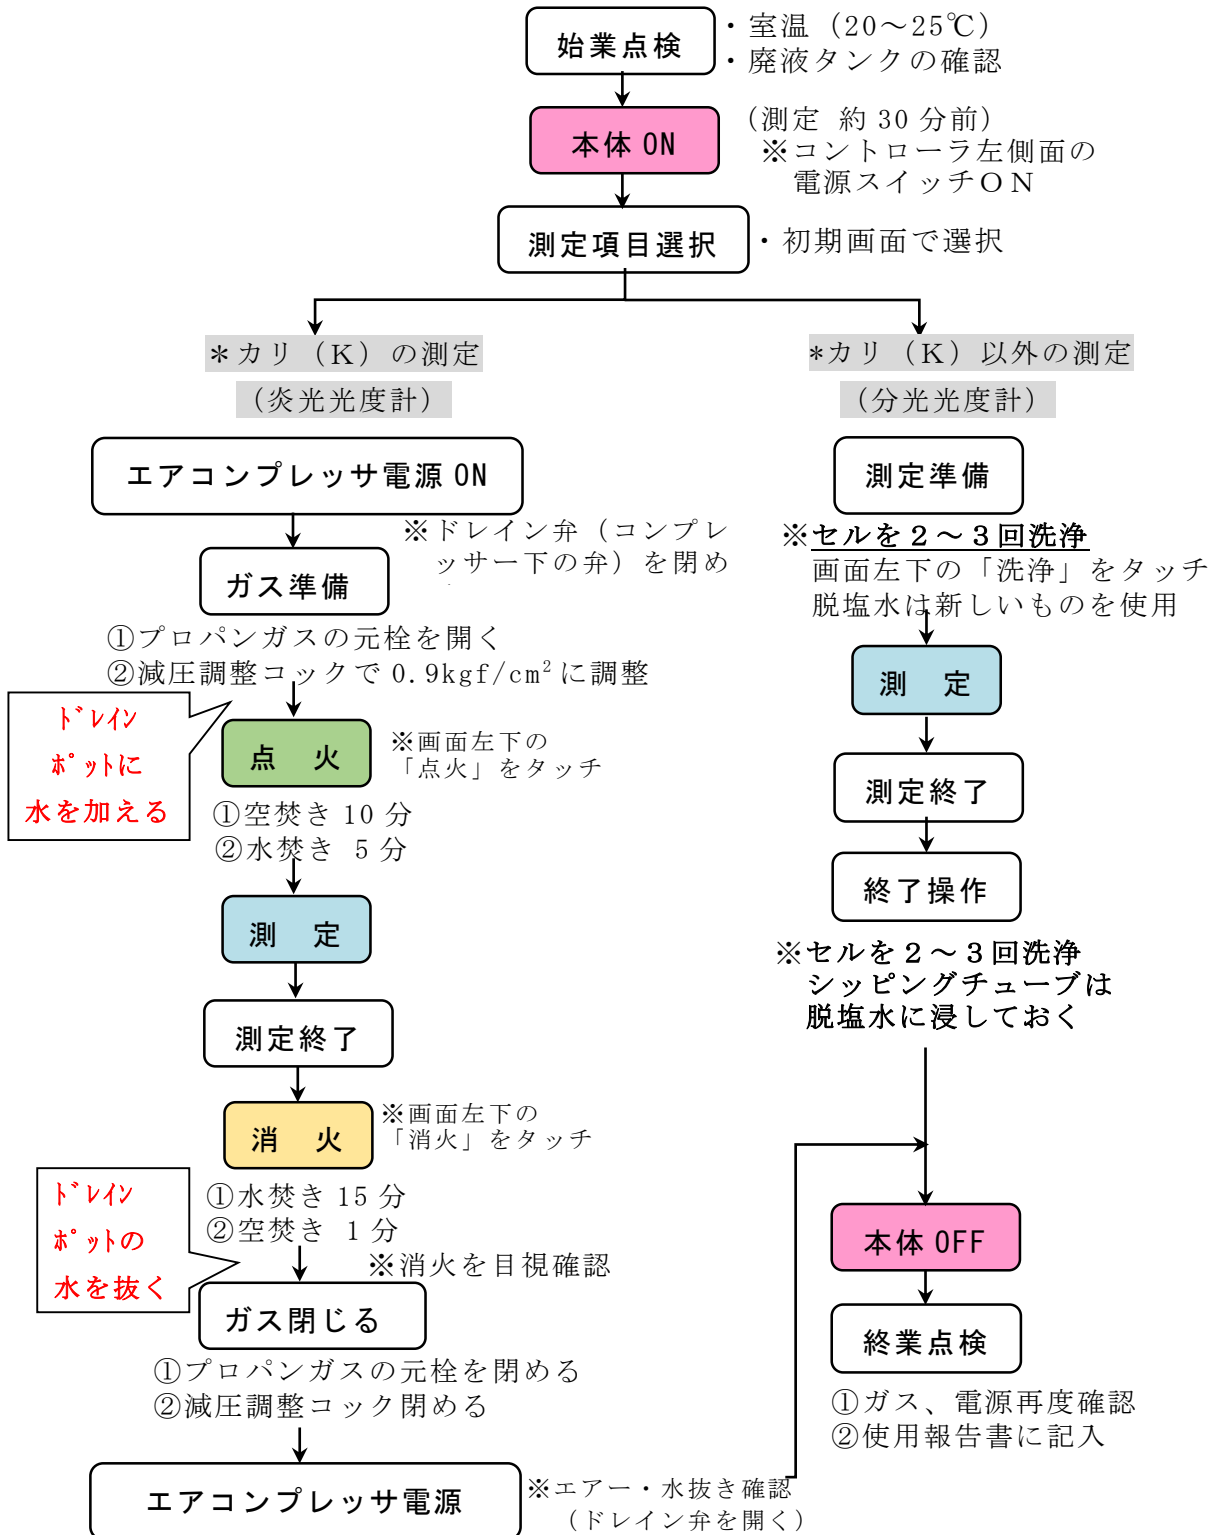 始業点検
・室温（20～25℃）
・廃液タンクの確認
本体 ON
（測定 約 30 分前）
※コントローラ左側面の
電源スイッチＯＮ
測定項目選択
・初期画面で選択
＊カリ（Ｋ）の測定
（炎光光度計）
エアコンプレッサ電源 ON
※ドレイン弁（コンプレ
ッサー下の弁）を閉め
ガス準備
①プロパンガスの元栓を開く
②減圧調整コックで 0.9kgf/cm²に調整
ﾄﾞﾚｲﾝ
ﾎﾟｯﾄに
水を加える
点　火
※画面左下の
「点火」をタッチ
①空焚き 10 分
②水焚き 5 分
測　定
測定終了
消　火
※画面左下の
「消火」をタッチ
ﾄﾞﾚｲﾝ
ﾎﾟｯﾄの
水を抜く
①水焚き 15 分
②空焚き 1 分
※消火を目視確認
ガス閉じる
①プロパンガスの元栓を閉める
②減圧調整コック閉める
エアコンプレッサ電源
※エアー・水抜き確認
（ドレイン弁を開く）
*カリ（Ｋ）以外の測定
（分光光度計）
測定準備
※セルを２～３回洗浄
画面左下の「洗浄」をタッチ
脱塩水は新しいものを使用
測　定
測定終了
終了操作
※セルを２～３回洗浄
シッピングチューブは
脱塩水に浸しておく
本体 OFF
終業点検
①ガス、電源再度確認
②使用報告書に記入